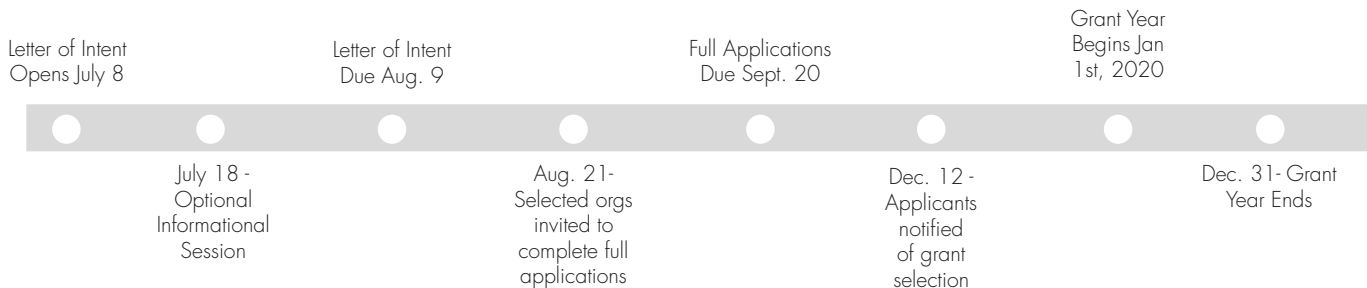 Letter of Intent
Opens July 8
July 18 -
Optional
Informational
Session
Letter of Intent
Due Aug. 9
Aug. 21-
Selected orgs
invited to
complete full
applications
Full Applications
Due Sept. 20
Dec. 12 -
Applicants
notified
of grant
selection
Grant Year
Begins Jan
1st, 2020
Dec. 31- Grant
Year Ends